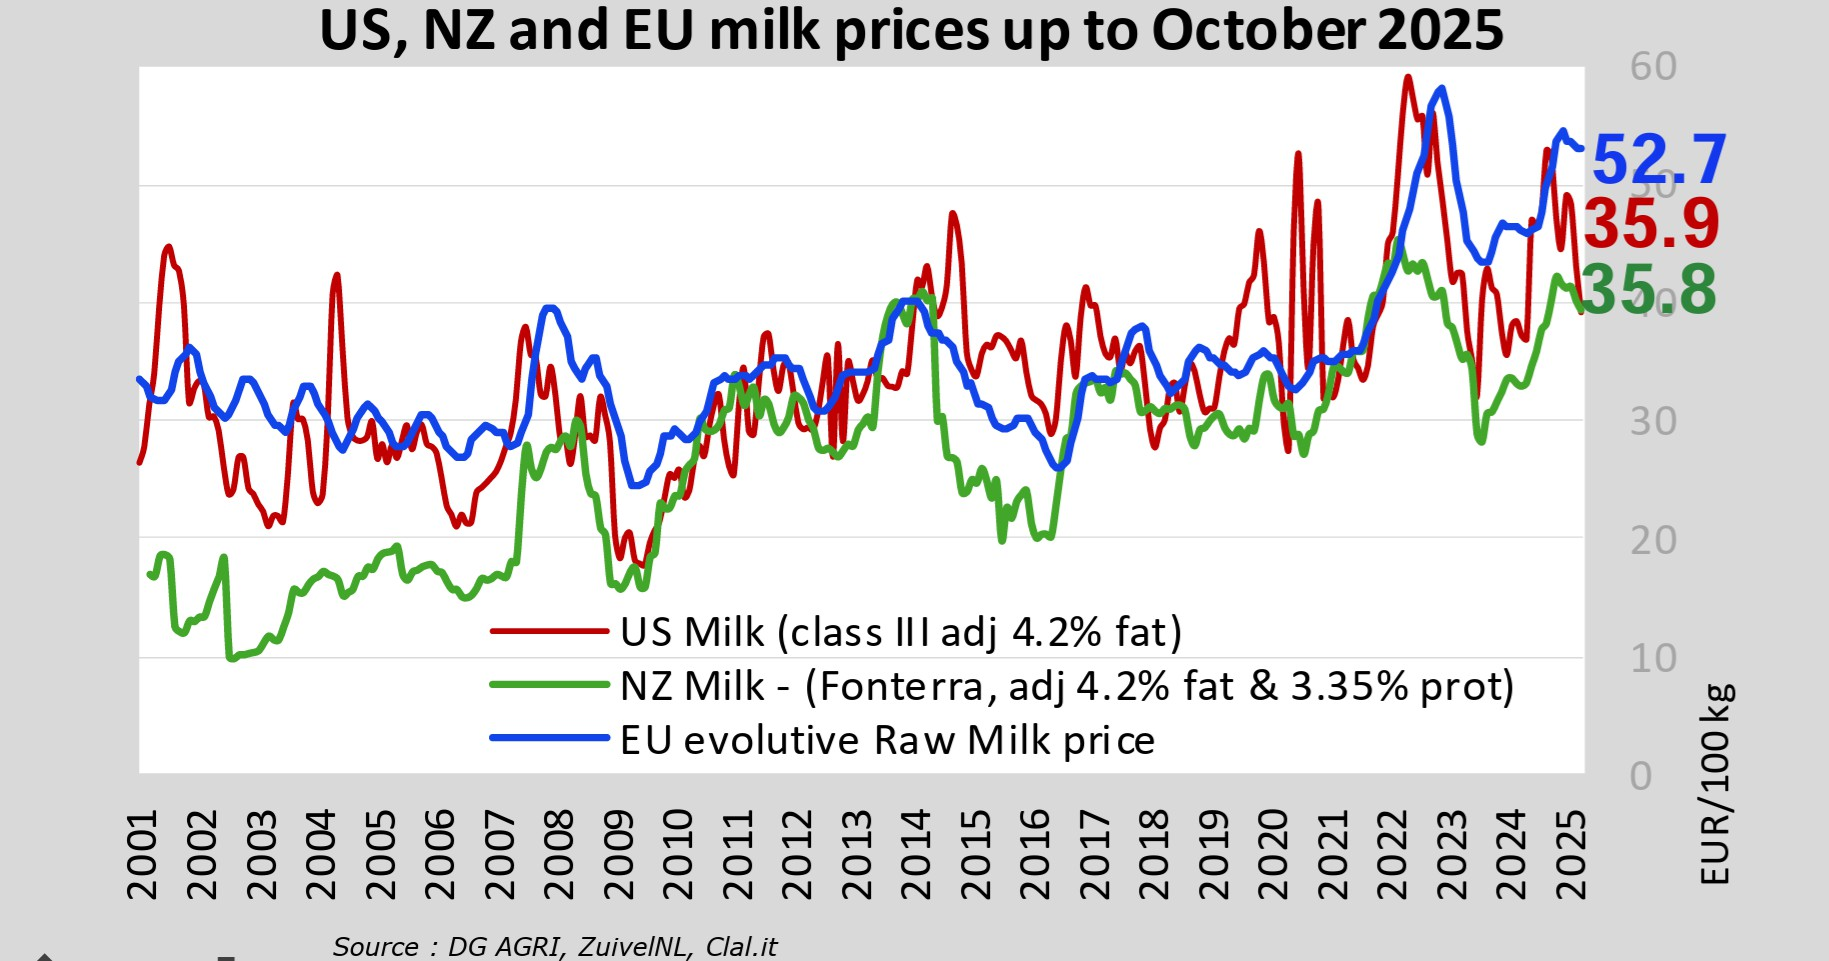 US, NZ and EU milk prices up to October 2025
60
50
40
30
20
10
0
52.7
35.9
35.8
US Milk (class III adj 4.2% fat)
NZ Milk - (Fonterra, adj 4.2% fat & 3.35% prot)
EU evolutive Raw Milk price
EUR/100 kg
2001 2002 2003 2004 2005 2006 2007 2008 2009 2010 2011 2012 2013 2014 2015 2016 2017 2018 2019 2020 2021 2022 2023 2024 2025
Source : DG AGRI, ZuivelNL, Clal.it